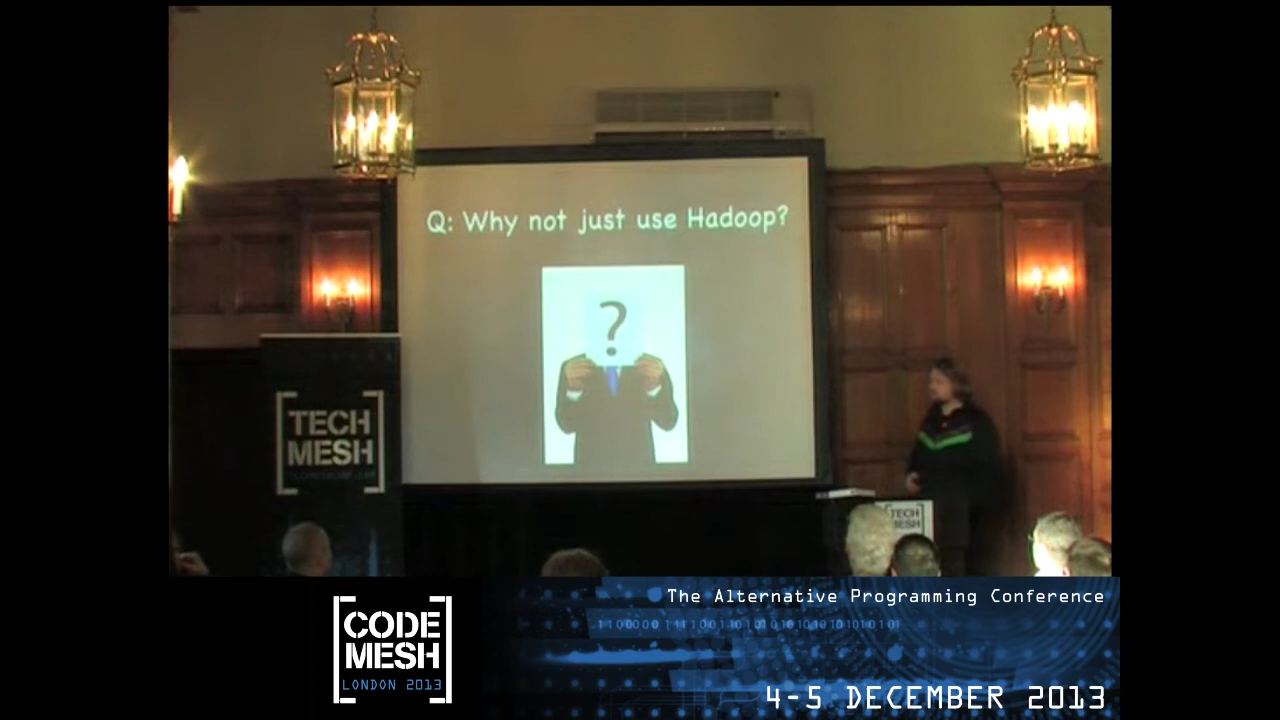 Q: Why not just use Hadoop?
?
TECH
MESH
TECH
MESH
The Alternative Programming Conference
CODE
MESH
LONDON 2013
4-5 DECEMBER 2013